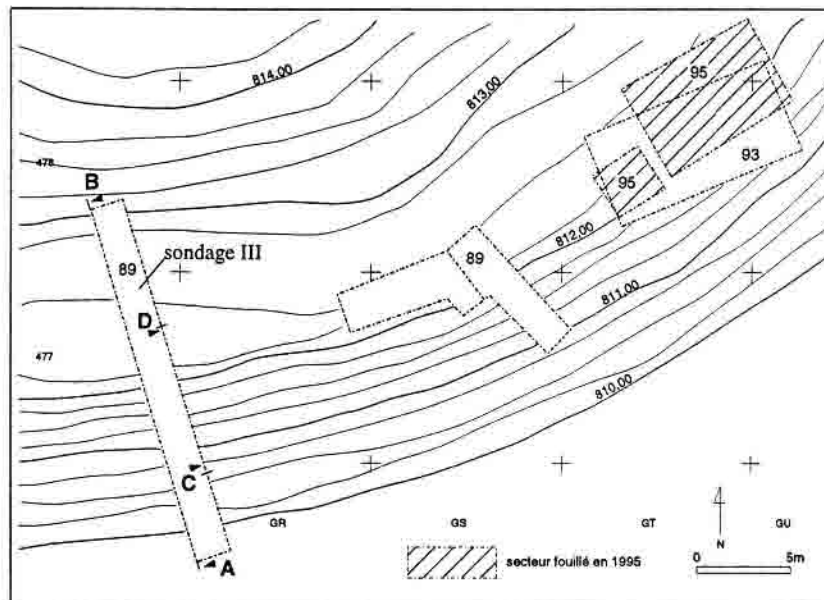 814,00
813,00
95
93
95
478
B
89
sondage III
89
812,00
811,00
D
477
810,00
C
GR
GS
GT
GU
A
secteur fouillé en 1995
N
0
5m